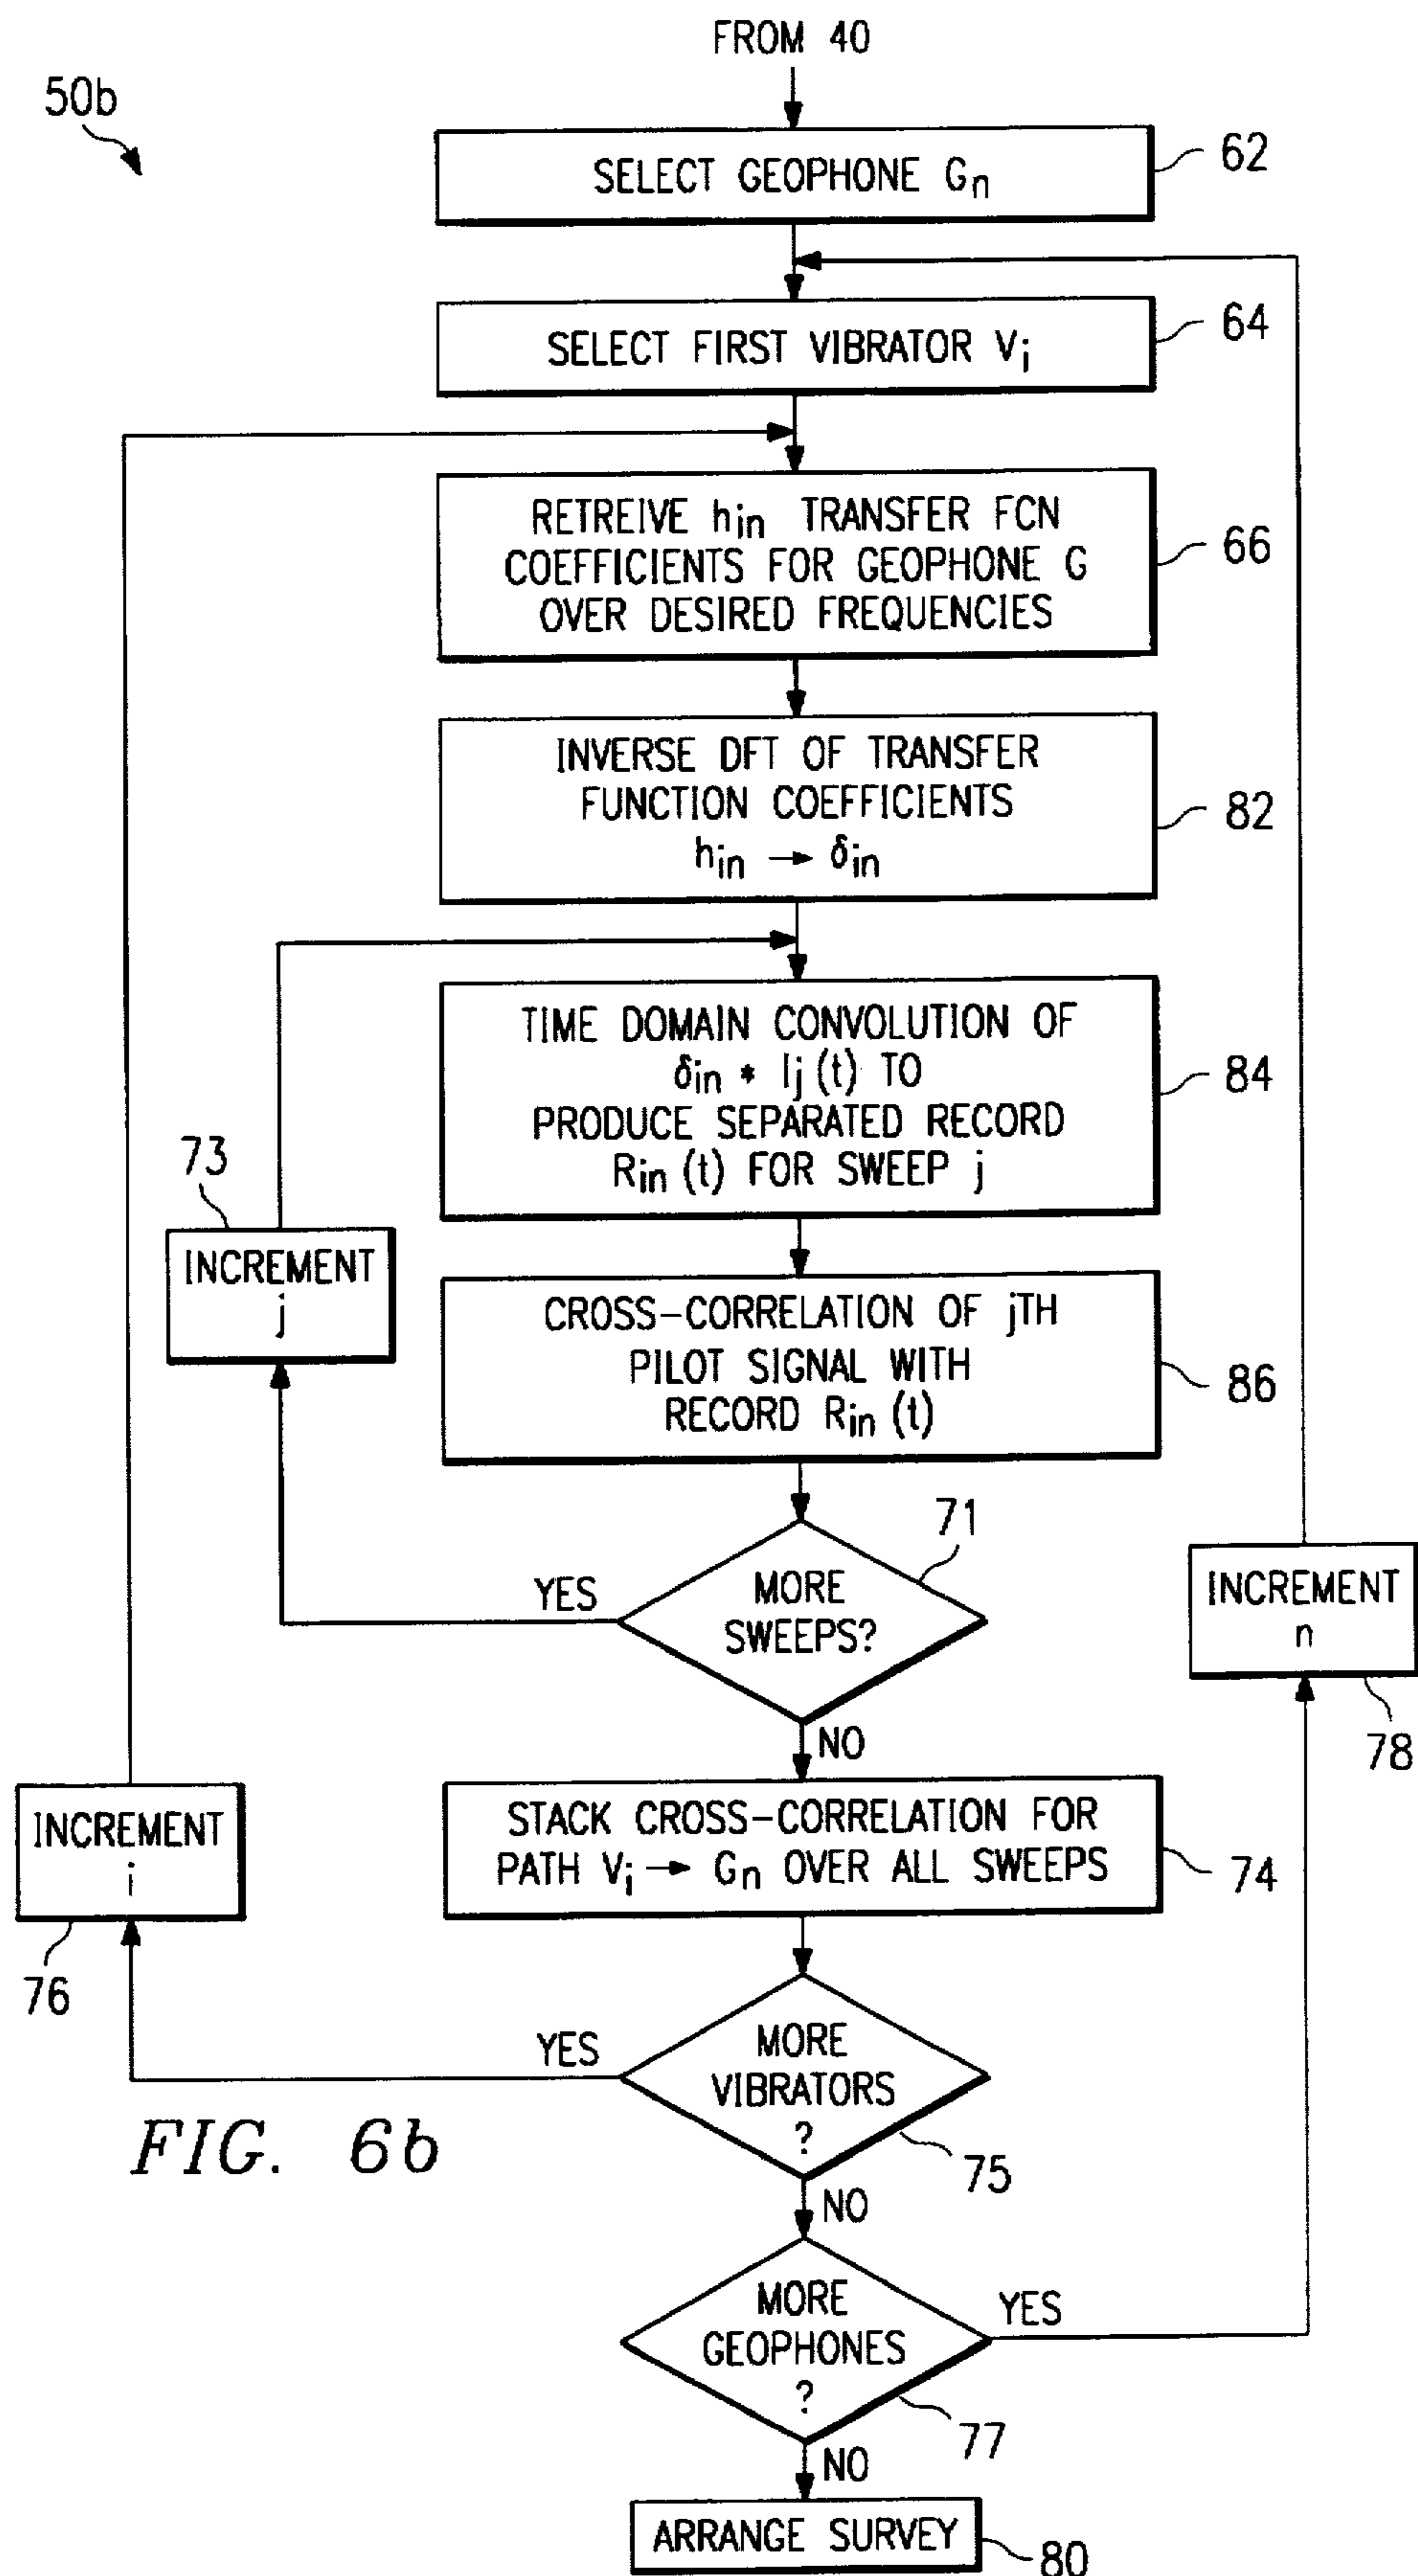 FROM 40
50b
SELECT GEOPHONE Gn
62
SELECT FIRST VIBRATOR Vi
64
RETREIVE hin TRANSFER FCN
COEFFICIENTS FOR GEOPHONE G
OVER DESIRED FREQUENCIES
66
INVERSE DFT OF TRANSFER
FUNCTION COEFFICIENTS
hin → δin
82
TIME DOMAIN CONVOLUTION OF
δin * Ij (t) TO
PRODUCE SEPARATED RECORD
Rin (t) FOR SWEEP j
84
73
INCREMENT
j
CROSS-CORRELATION OF jTH
PILOT SIGNAL WITH
RECORD Rin (t)
86
71
MORE
SWEEPS?
YES
NO
INCREMENT
n
78
STACK CROSS-CORRELATION FOR
PATH Vi → Gn OVER ALL SWEEPS
74
INCREMENT
i
76
MORE
VIBRATORS
?
YES
75
NO
FIG. 6b
MORE
GEOPHONES
?
YES
77
NO
ARRANGE SURVEY
80